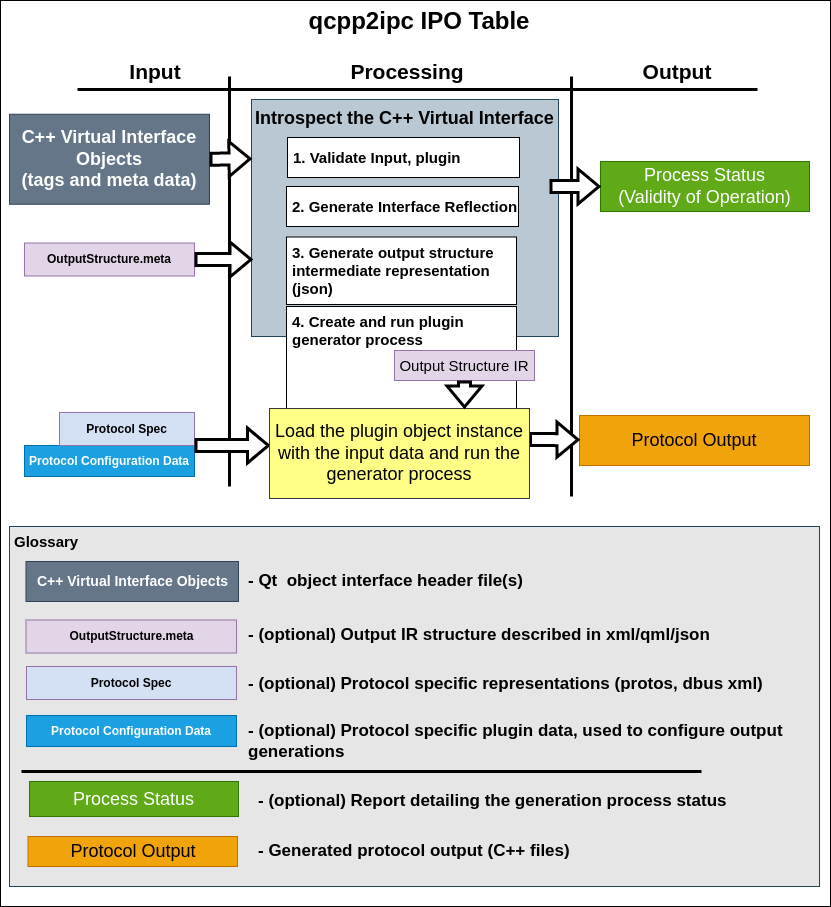 qcpp2ipc IPO Table
Input
Processing
Output
C++ Virtual Interface
Objects
(tags and meta data)
OutputStructure.meta
Protocol Spec
Protocol Configuration Data
Introspect the C++ Virtual Interface
1. Validate Input, plugin
2. Generate Interface Reflection
3. Generate output structure
intermediate representation
(json)
4. Create and run plugin
generator process
Output Structure IR
Load the plugin object instance
with the input data and run the
generator process
Process Status
(Validity of Operation)
Protocol Output
Glossary
C++ Virtual Interface Objects
- Qt  object interface header file(s)
OutputStructure.meta
- (optional) Output IR structure described in xml/qml/json
Protocol Spec
- (optional) Protocol specific representations (protos, dbus xml)
Protocol Configuration Data
- (optional) Protocol specific plugin data, used to configure output
generations
Process Status
- (optional) Report detailing the generation process status
Protocol Output
- Generated protocol output (C++ files)